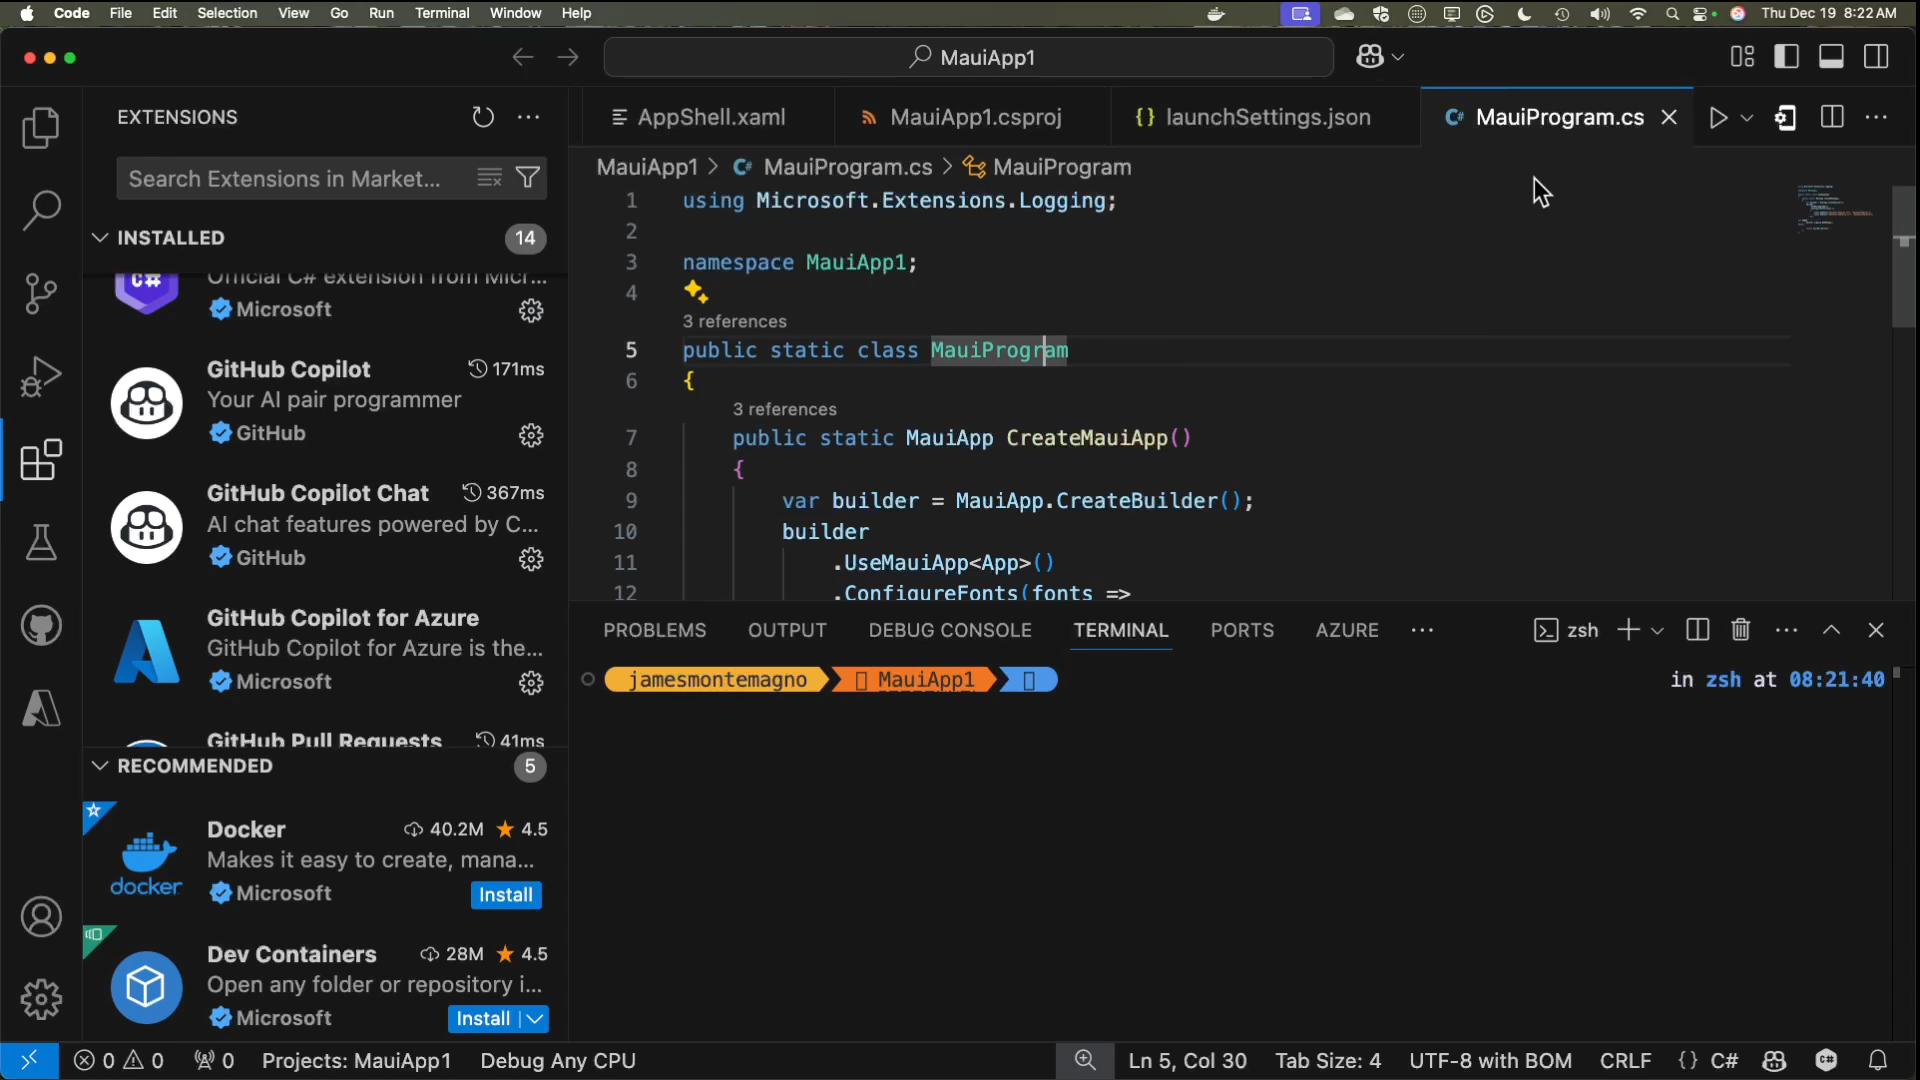 Code File Edit Selection View Go Run Terminal Window Help
Thu Dec 19 8:22 AM
MauiApp1
EXTENSIONS
Search Extensions in Market...
INSTALLED 14
Official C# extension from Micr...
Microsoft
GitHub Copilot 171ms
Your AI pair programmer
GitHub
GitHub Copilot Chat 367ms
AI chat features powered by C...
GitHub
GitHub Copilot for Azure
GitHub Copilot for Azure is the...
Microsoft
GitHub Pull Requests 41ms
RECOMMENDED 5
Docker 40.2M ★ 4.5
Makes it easy to create, mana...
Microsoft Install
Dev Containers 28M ★ 4.5
Open any folder or repository i...
Microsoft Install
AppShell.xaml MauiApp1.csproj {} launchSettings.json C# MauiProgram.cs
MauiApp1 > C# MauiProgram.cs > MauiProgram
1 using Microsoft.Extensions.Logging;
2
3 namespace MauiApp1;
4
3 references
5 public static class MauiProgram
6 {
3 references
7 public static MauiApp CreateMauiApp()
8 {
9 var builder = MauiApp.CreateBuilder();
10 builder
11 .UseMauiApp<App>()
12 .ConfigureFonts(fonts =>
PROBLEMS OUTPUT DEBUG CONSOLE TERMINAL PORTS AZURE ... zsh
jamesmontemagno MauiApp1 in zsh at 08:21:40
0 0 0 Projects: MauiApp1 Debug Any CPU Ln 5, Col 30 Tab Size: 4 UTF-8 with BOM CRLF {} C#